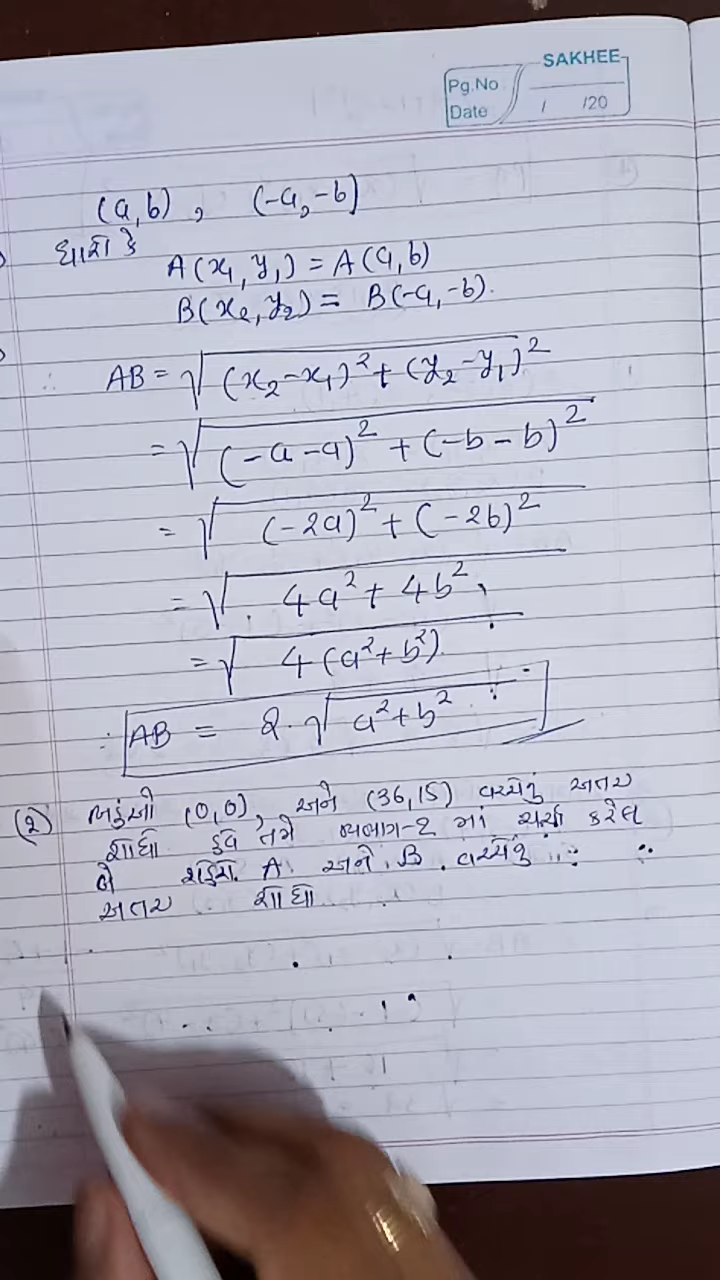 SAKHEE
Pg.No
Date / /20
(a,b) , (-a,-b)
ધારો કે
A(x₁, y₁) = A(a,b)
B(x₂, y₂) = B(-a,-b).
∴ AB = √(x₂-x₁)² + (y₂-y₁)²
= √(-a-a)² + (-b-b)²
= √(-2a)² + (-2b)²
= √4a² + 4b²
= √4(a²+b²)
∴ AB = 2·√a²+b²
(2) બિંદુઓ (0,0), અને (36,15) વચ્ચેનું અંતર
શોધો હવે તમે વિભાગ-2 માં ચર્ચા કરેલ
બે શહેરો A અને B વચ્ચેનું
અંતર શોધો